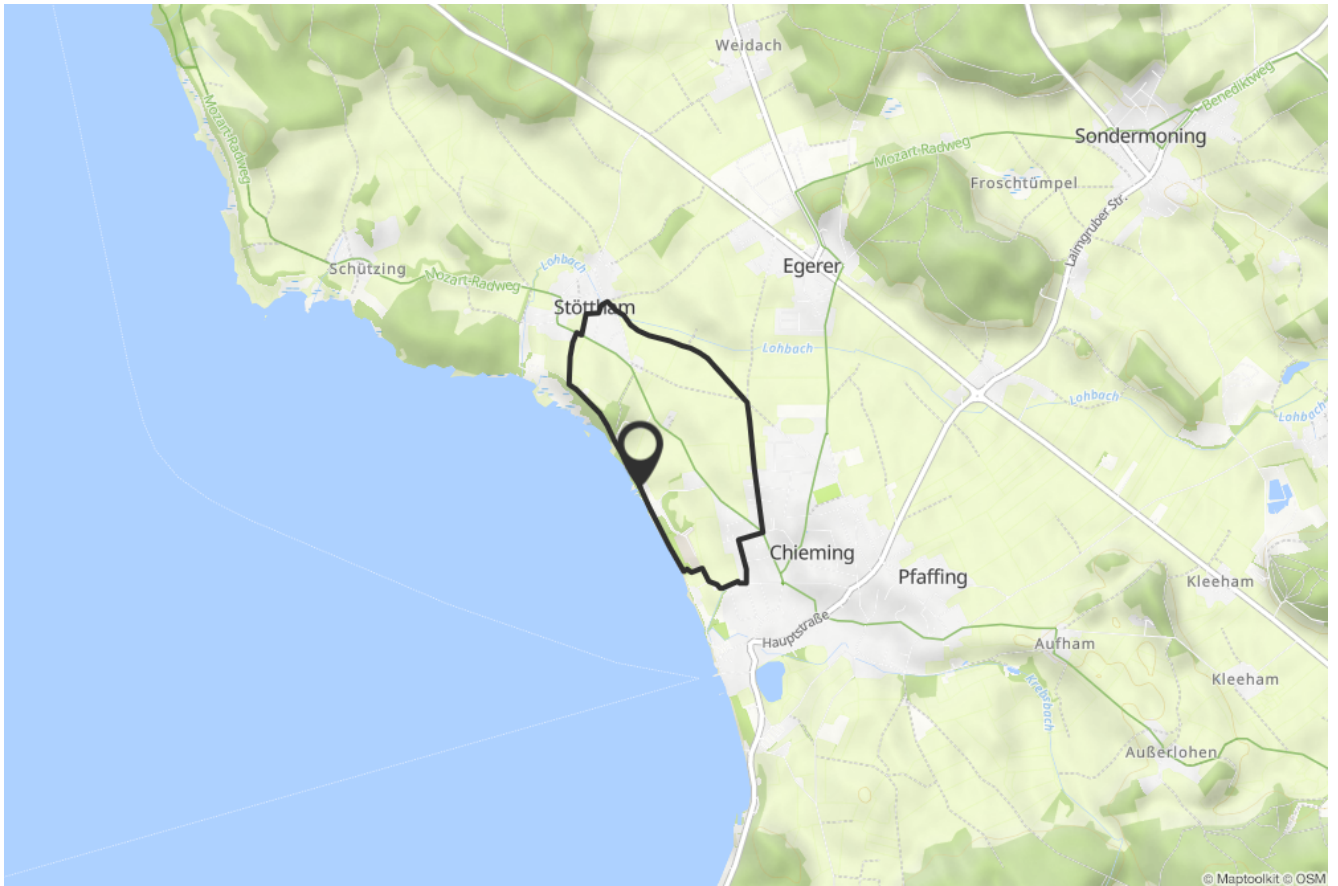 Weidach
Mozart-Radweg
Benediktweg
Sondermoning
Mozart-Radweg
Froschtümpel
Laimgruber Str.
Egerer
Lohbach
Schützing
Mozart-Radweg
Stöttham
Lohbach
Lohbach
Lohbach
Chieming
Pfaffing
Kleeham
Hauptstraße
Aufham
Kleeham
Krebsbach
Außerlohen
© Maptoolkit © OSM